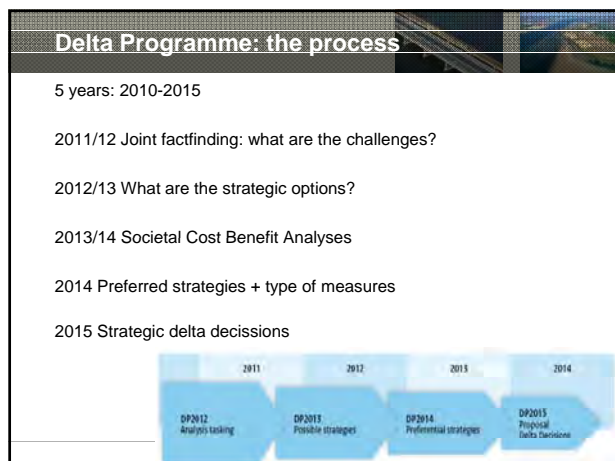 Delta Programme: the process
5 years: 2010-2015
2011/12 Joint factfinding: what are the challenges?
2012/13 What are the strategic options?
2013/14 Societal Cost Benefit Analyses
2014 Preferred strategies + type of measures
2015 Strategic delta decissions
2011 2012 2013 2014
DP2012
Analysis tasking
DP2013
Possible strategies
DP2014
Preferential strategies
DP2015
Proposal
Delta Decisions